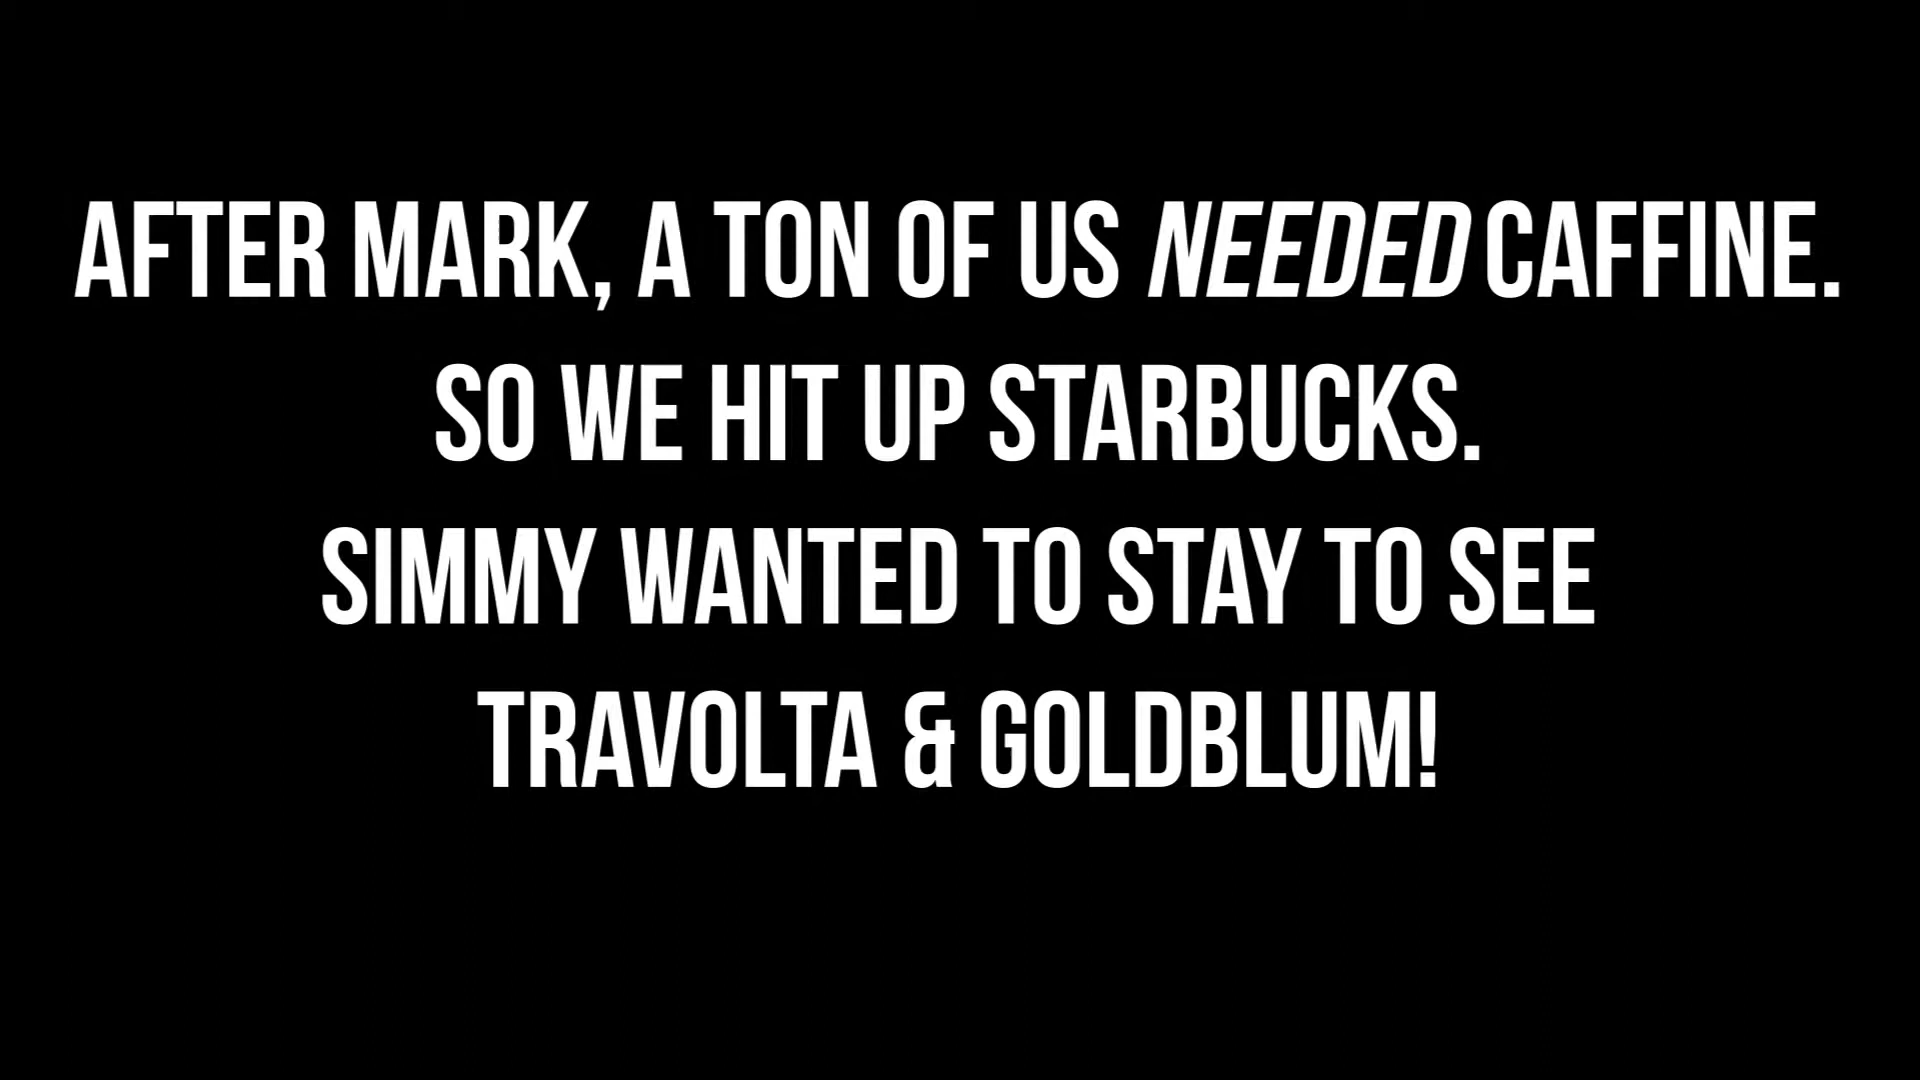 AFTER MARK, A TON OF US NEEDED CAFFINE.
SO WE HIT UP STARBUCKS.
SIMMY WANTED TO STAY TO SEE
TRAVOLTA & GOLDBLUM!